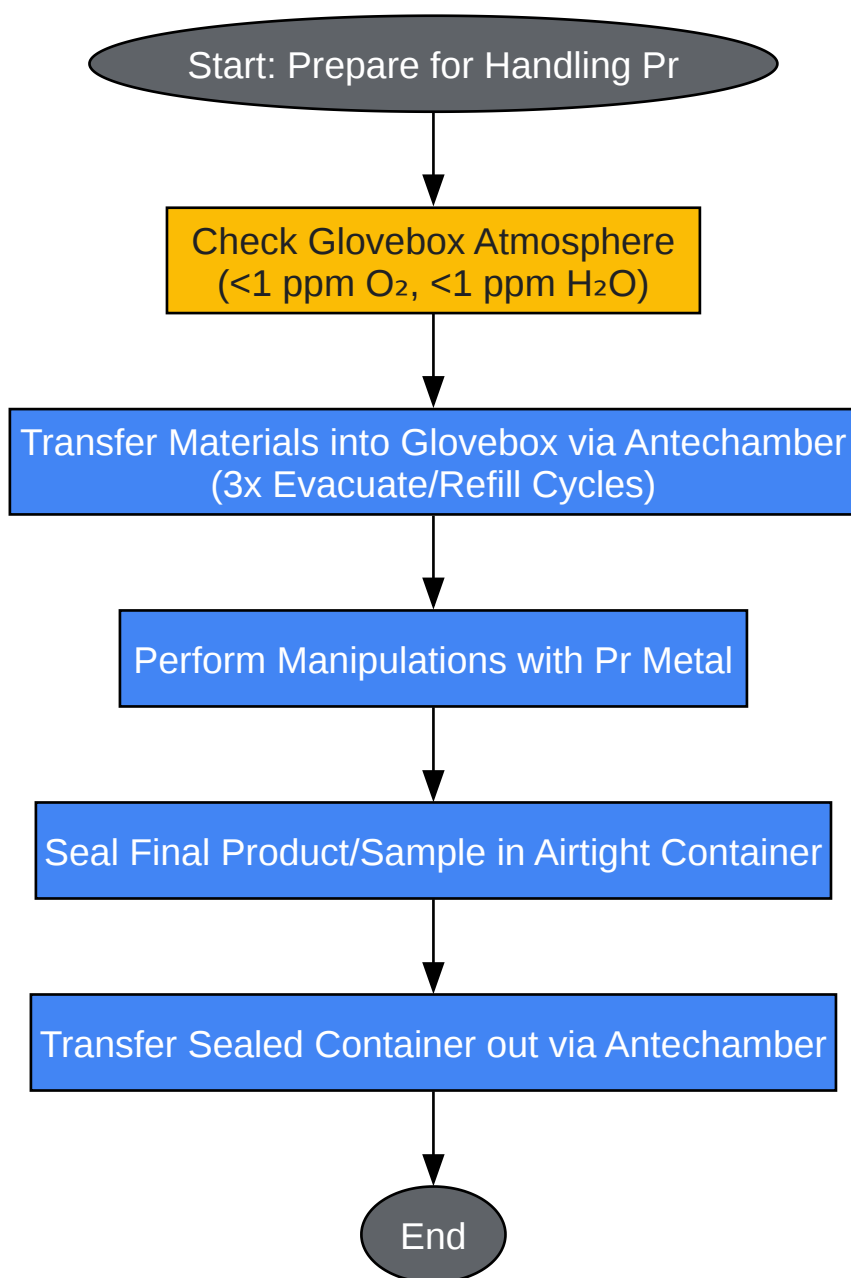 Start: Prepare for Handling Pr
Check Glovebox Atmosphere
(<1 ppm O₂, <1 ppm H₂O)
Transfer Materials into Glovebox via Antechamber
(3x Evacuate/Refill Cycles)
Perform Manipulations with Pr Metal
Seal Final Product/Sample in Airtight Container
Transfer Sealed Container out via Antechamber
End